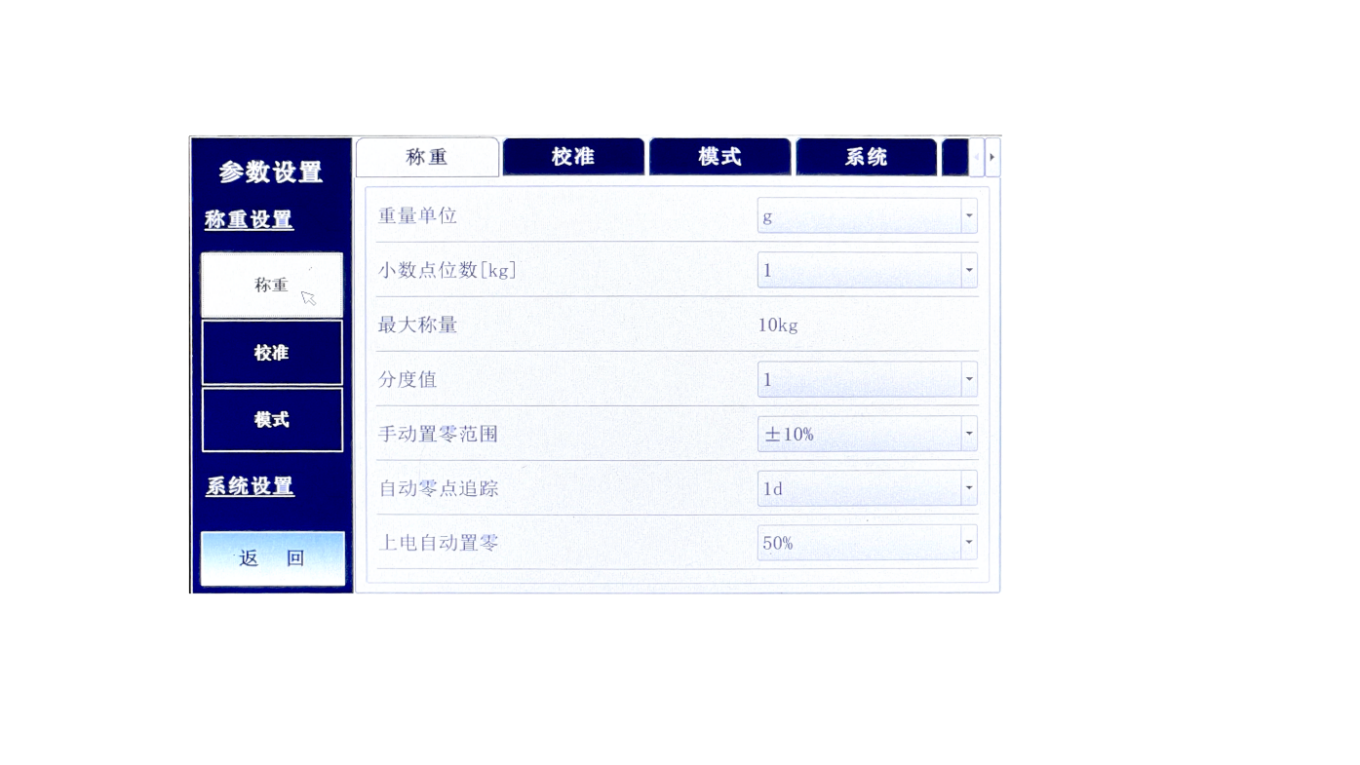 参数设置
称重设置
称重
校准
模式
系统设置
返 回
称重 校准 模式 系统
重量单位 g
小数点位数[kg] 1
最大称量 10kg
分度值 1
手动置零范围 ±10%
自动零点追踪 1d
上电自动置零 50%